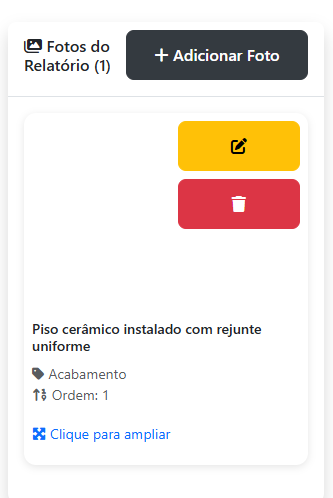 Fotos do
Relatório (1)
Adicionar Foto
Piso cerâmico instalado com rejunte
uniforme
Acabamento
Ordem: 1
Clique para ampliar